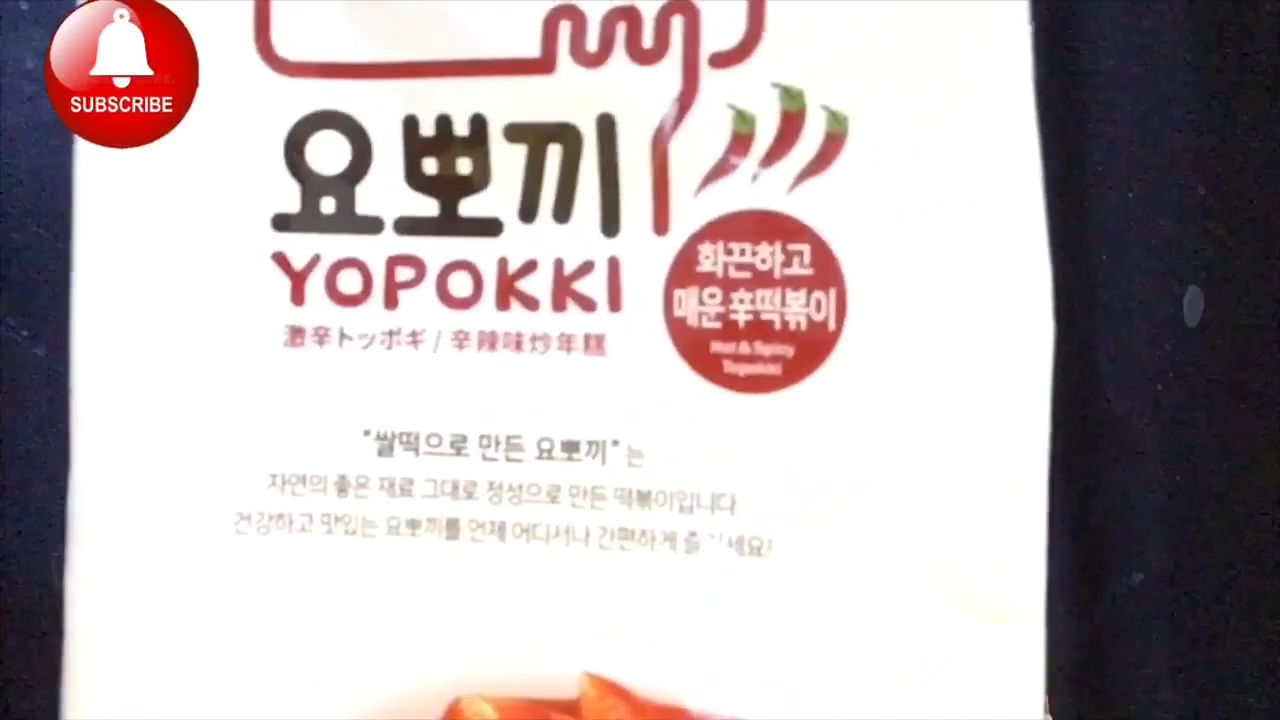 SUBSCRIBE
요뽀끼
YOPOKKI
激辛トッポギ / 辛辣味炒年糕
화끈하고
매운 辛떡볶이
Hot & Spicy
Topokki
"쌀떡으로 만든 요뽀끼" 는
자연의 좋은 재료 그대로 정성으로 만든 떡볶이입니다
건강하고 맛있는 요뽀끼를 언제 어디서나 간편하게